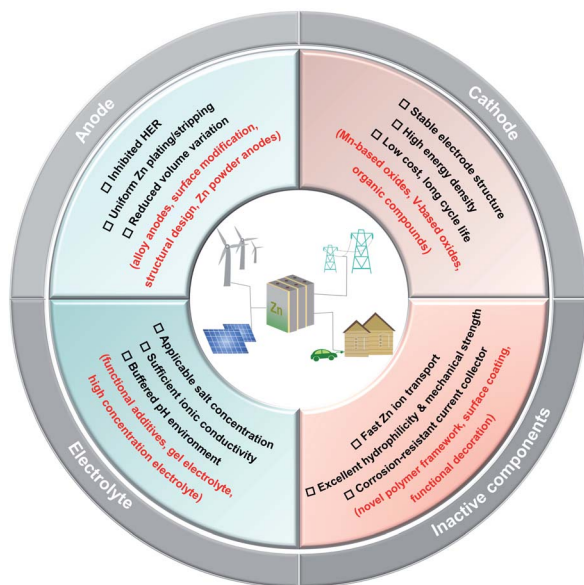 Anode
☐ Inhibited HER
☐ Uniform Zn plating/stripping
☐ Reduced volume variation
(alloy anodes, surface modification,
structural design, Zn powder anodes)
Cathode
☐ Stable electrode structure
☐ High energy density
☐ Low cost, long cycle life
(Mn-based oxides, V-based oxides,
organic compounds)
Zn
Electrolyte
☐ Applicable salt concentration
☐ Sufficient ionic conductivity
☐ Buffered pH environment
(functional additives, gel electrolyte,
high concentration electrolyte)
Inactive components
☐ Fast Zn ion transport
☐ Excellent hydrophilicity & mechanical strength
☐ Corrosion-resistant current collector
(novel polymer framework, surface coating,
functional decoration)